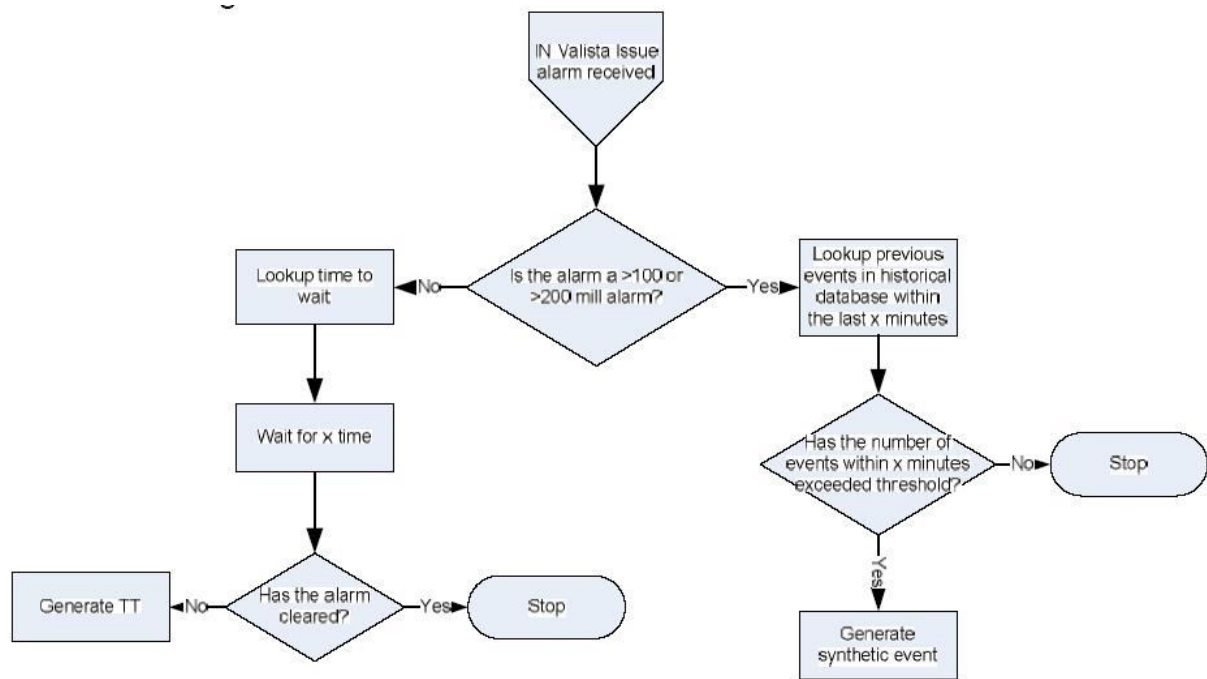 IN Valista Issue
alarm received
Is the alarm a >100 or
>200 mill alarm?
No
Yes
Lookup time to
wait
Lookup previous
events in historical
database within
the last x minutes
Wait for x time
Has the number of
events within x minutes
exceeded threshold?
No
Stop
Yes
Has the alarm
cleared?
No
Generate TT
Yes
Stop
Generate
synthetic event